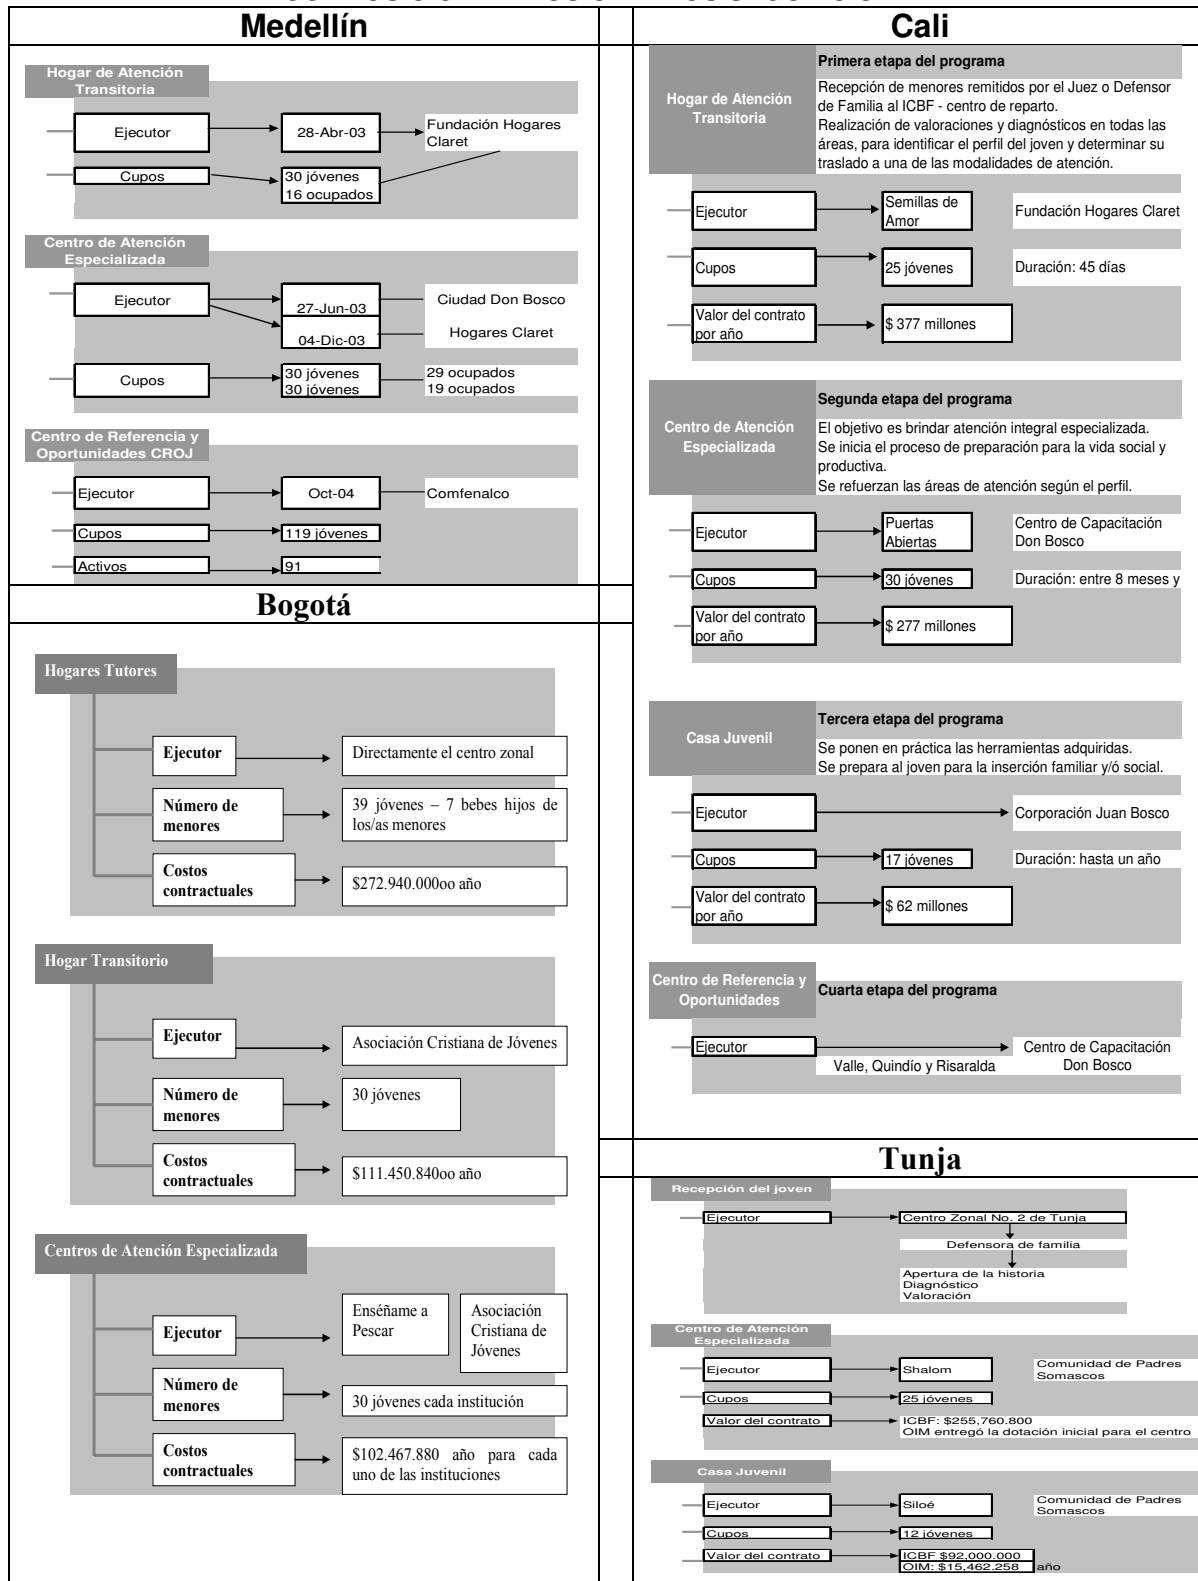 Medellín
Hogar de Atención
Transitoria
Ejecutor
28-Abr-03
Fundación Hogares
Claret
Cupos
30 jóvenes
16 ocupados
Centro de Atención
Especializada
Ejecutor
27-Jun-03
Ciudad Don Bosco
04-Dic-03
Hogares Claret
Cupos
30 jóvenes
30 jóvenes
29 ocupados
19 ocupados
Centro de Referencia y
Oportunidades CROJ
Ejecutor
Oct-04
Comfenalco
Cupos
119 jóvenes
Activos
91
Bogotá
Hogares Tutores
Ejecutor
Directamente el centro zonal
Número de
menores
39 jóvenes – 7 bebes hijos de
los/as menores
Costos
contractuales
$272.940.000oo año
Hogar Transitorio
Ejecutor
Asociación Cristiana de Jóvenes
Número de
menores
30 jóvenes
Costos
contractuales
$111.450.840oo año
Centros de Atención Especializada
Ejecutor
Enséñame a
Pescar
Asociación
Cristiana de
Jóvenes
Número de
menores
30 jóvenes cada institución
Costos
contractuales
$102.467.880 año para cada
uno de las instituciones
Cali
Hogar de Atención
Transitoria
Primera etapa del programa
Recepción de menores remitidos por el Juez o Defensor
de Familia al ICBF - centro de reparto.
Realización de valoraciones y diagnósticos en todas las
áreas, para identificar el perfil del joven y determinar su
traslado a una de las modalidades de atención.
Ejecutor
Semillas de
Amor
Fundación Hogares Claret
Cupos
25 jóvenes
Duración: 45 días
Valor del contrato
por año
$ 377 millones
Centro de Atención
Especializada
Segunda etapa del programa
El objetivo es brindar atención integral especializada.
Se inicia el proceso de preparación para la vida social y
productiva.
Se refuerzan las áreas de atención según el perfil.
Ejecutor
Puertas
Abiertas
Centro de Capacitación
Don Bosco
Cupos
30 jóvenes
Duración: entre 8 meses y
Valor del contrato
por año
$ 277 millones
Casa Juvenil
Tercera etapa del programa
Se ponen en práctica las herramientas adquiridas.
Se prepara al joven para la inserción familiar y/ó social.
Ejecutor
Corporación Juan Bosco
Cupos
17 jóvenes
Duración: hasta un año
Valor del contrato
por año
$ 62 millones
Centro de Referencia y
Oportunidades
Cuarta etapa del programa
Ejecutor
Valle, Quindío y Risaralda
Centro de Capacitación
Don Bosco
Tunja
Recepción del joven
Ejecutor
Centro Zonal No. 2 de Tunja
Defensora de familia
Apertura de la historia
Diagnóstico
Valoración
Centro de Atención
Especializada
Ejecutor
Shalom
Comunidad de Padres
Somascos
Cupos
25 jóvenes
Valor del contrato
ICBF: $255,760.800
OIM entregó la dotación inicial para el centro
Casa Juvenil
Ejecutor
Siloé
Comunidad de Padres
Somascos
Cupos
12 jóvenes
Valor del contrato
ICBF $92,000.000
OIM: $15,462.258
año